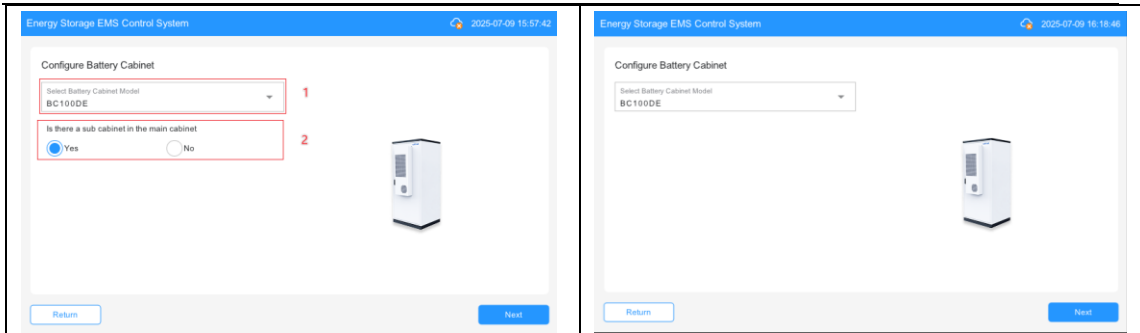 Energy Storage EMS Control System
2025-07-09 15:57:42
Configure Battery Cabinet
Select Battery Cabinet Model
BC100DE
1
Is there a sub cabinet in the main cabinet
Yes
No
2
Return
Next
Energy Storage EMS Control System
2025-07-09 16:18:46
Configure Battery Cabinet
Select Battery Cabinet Model
BC100DE
Return
Next